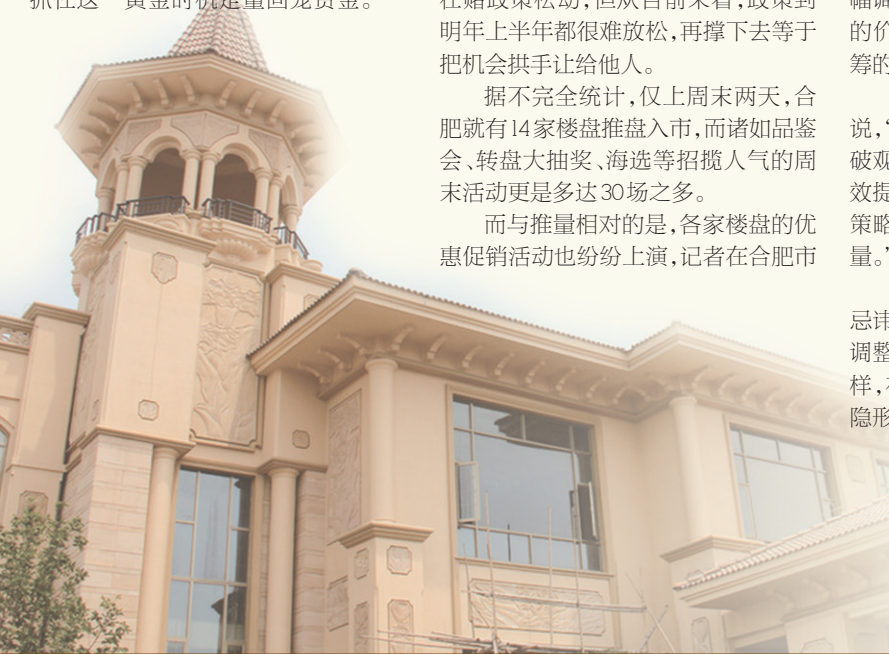 抓住这一黄金时机走量回笼资金。
在赌政策松动,但从目前来看,政策到
明年上半年都很难放松,再撑下去等于
把机会拱手让给他人。
据不完全统计,仅上周末两天,合
肥就有14家楼盘推盘入市,而诸如品鉴
会、转盘大抽奖、海选等招揽人气的周
末活动更是多达30场之多。
而与推量相对的是,各家楼盘的优
惠促销活动也纷纷上演,记者在合肥市
幅调
的价
筹的
说,“
破观
效提
策略
量。”
忌讳
调整
样,
隐形